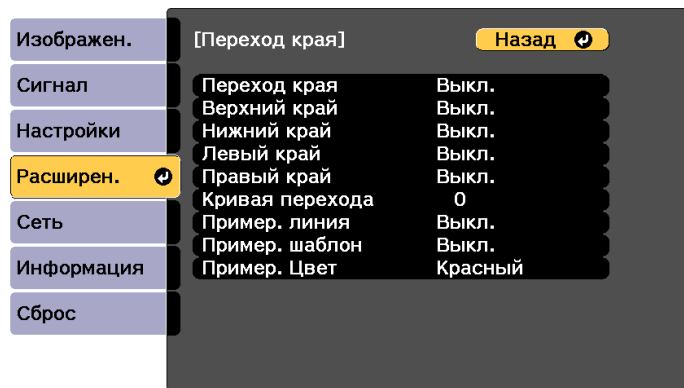 Изображен.
Сигнал
Настройки
Расширен.
Сеть
Информация
Сброс
[Переход края] Назад
Переход края Выкл.
Верхний край Выкл.
Нижний край Выкл.
Левый край Выкл.
Правый край Выкл.
Кривая перехода 0
Пример. линия Выкл.
Пример. шаблон Выкл.
Пример. Цвет Красный